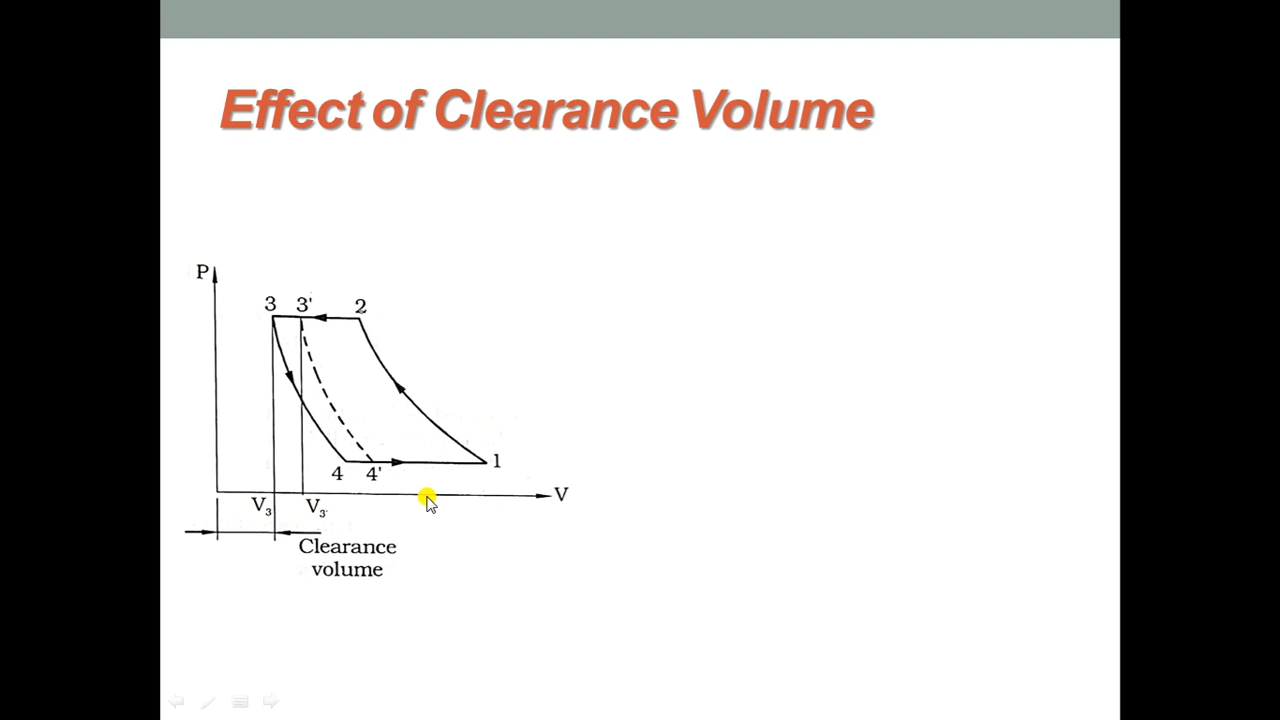 Effect of Clearance Volume
P
3 3' 2
4 4' 1
V
V₃ V₃'
Clearance
volume